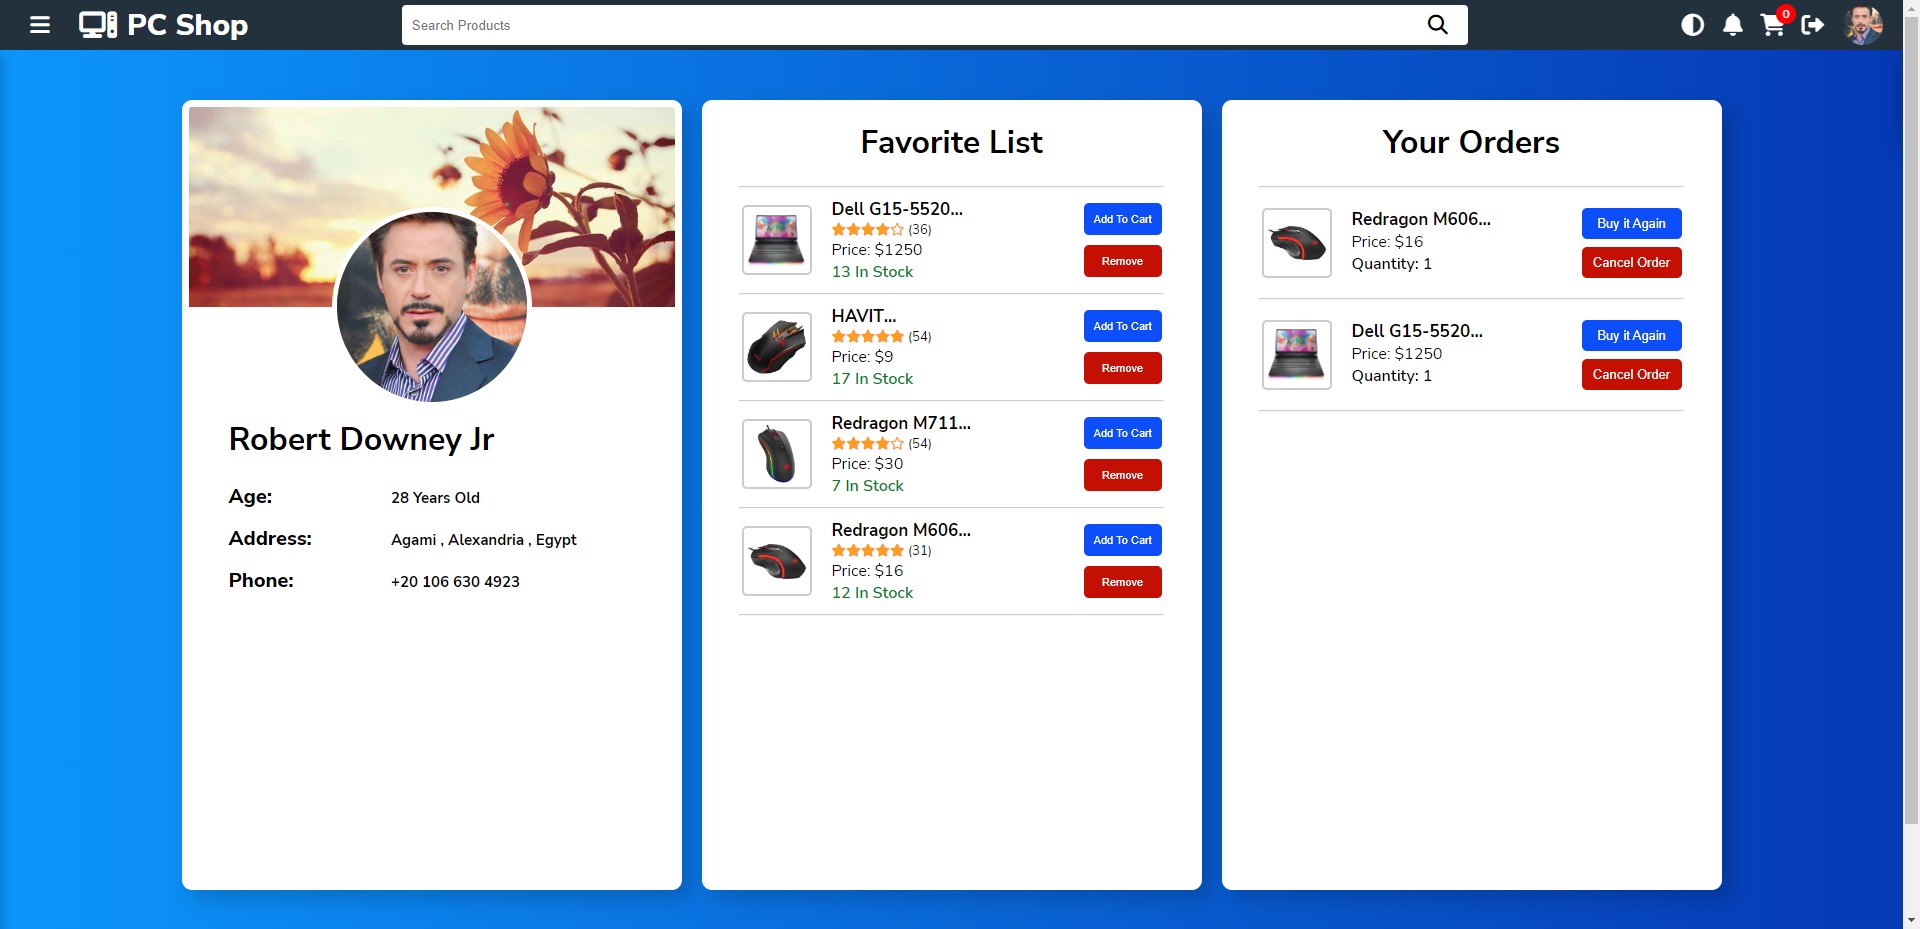 PC Shop
Search Products
0
Robert Downey Jr
Age: 28 Years Old
Address: Agami , Alexandria , Egypt
Phone: +20 106 630 4923
Favorite List
Dell G15-5520...
(36)
Price: $1250
13 In Stock
Add To Cart
Remove
HAVIT...
(54)
Price: $9
17 In Stock
Add To Cart
Remove
Redragon M711...
(54)
Price: $30
7 In Stock
Add To Cart
Remove
Redragon M606...
(31)
Price: $16
12 In Stock
Add To Cart
Remove
Your Orders
Redragon M606...
Price: $16
Quantity: 1
Buy it Again
Cancel Order
Dell G15-5520...
Price: $1250
Quantity: 1
Buy it Again
Cancel Order